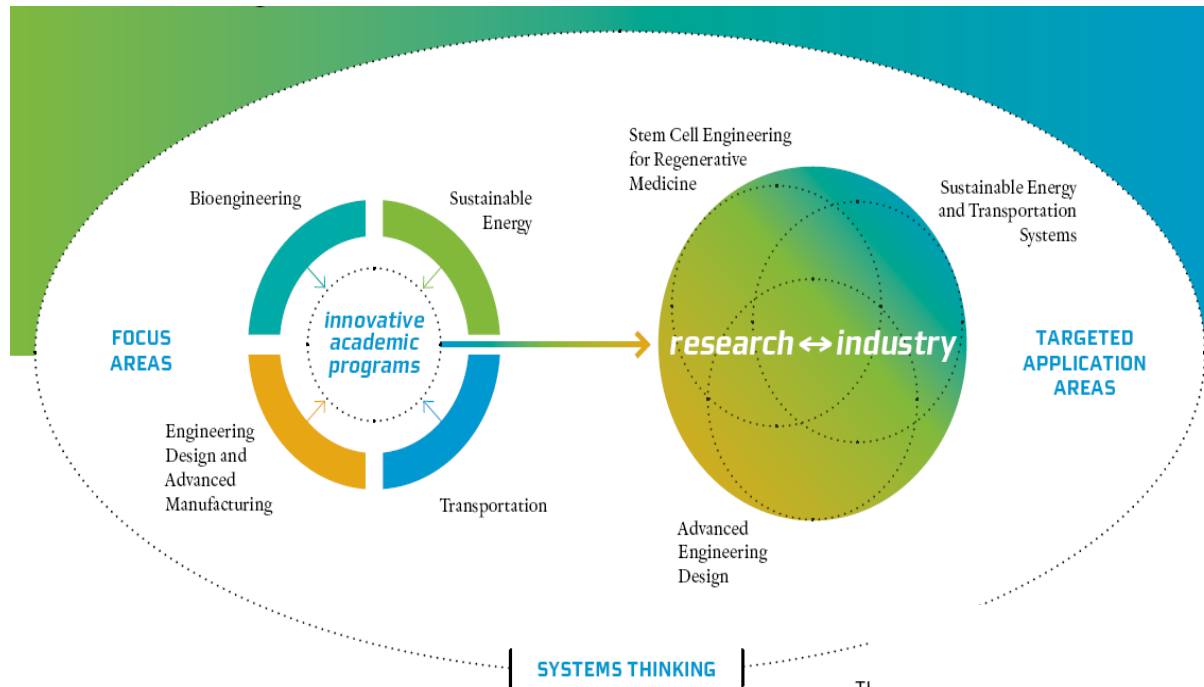 Stem Cell Engineering
for Regenerative
Medicine
Bioengineering
Sustainable
Energy
Sustainable Energy
and Transportation
Systems
FOCUS
AREAS
innovative
academic
programs
research ↔ industry
TARGETED
APPLICATION
AREAS
Engineering
Design and
Advanced
Manufacturing
Transportation
Advanced
Engineering
Design
SYSTEMS THINKING